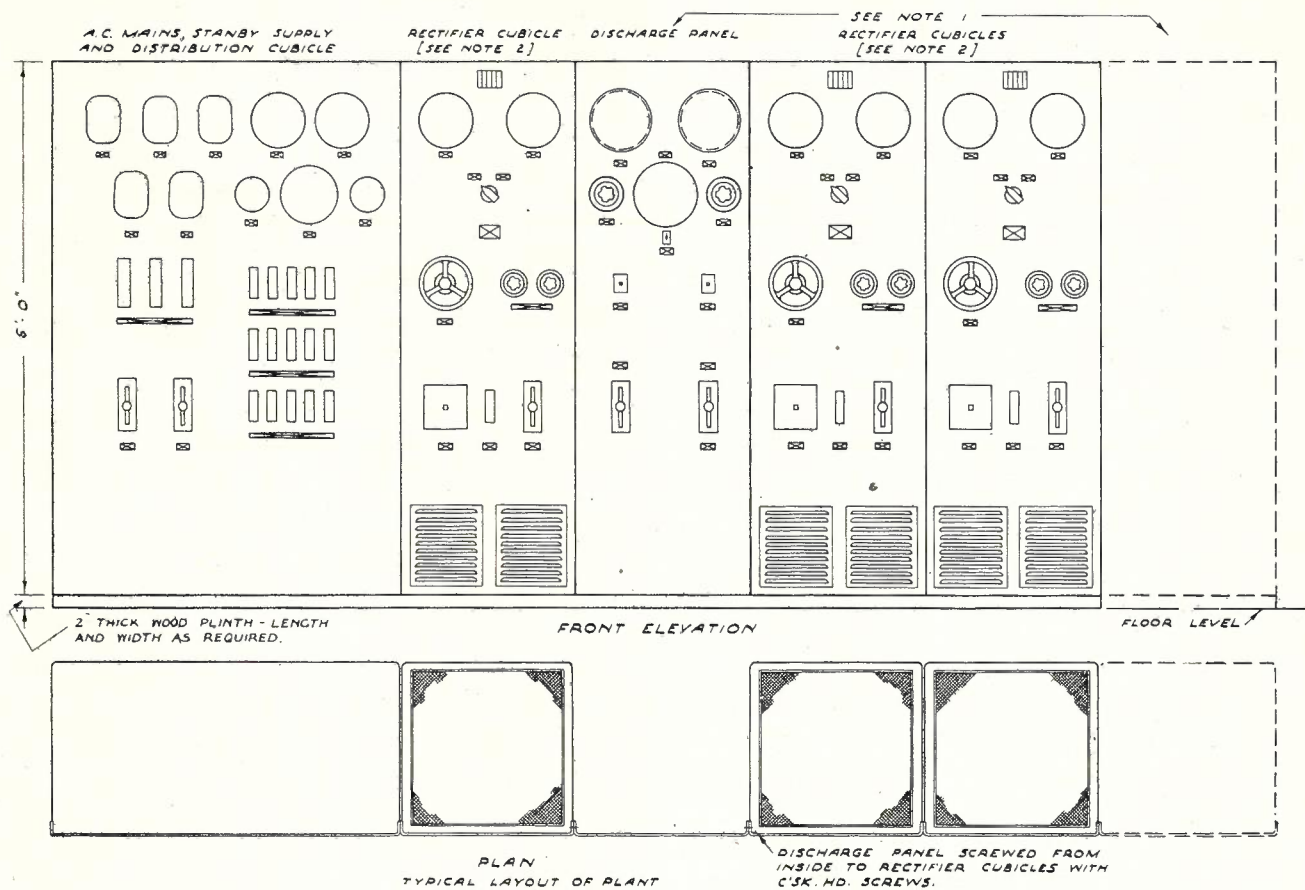 SEE NOTE 1
A.C. MAINS, STANBY SUPPLY
AND DISTRIBUTION CUBICLE
RECTIFIER CUBICLE
[SEE NOTE 2]
DISCHARGE PANEL
RECTIFIER CUBICLES
[SEE NOTE 2]
2" THICK WOOD PLINTH - LENGTH
AND WIDTH AS REQUIRED.
FRONT ELEVATION
FLOOR LEVEL
PLAN
TYPICAL LAYOUT OF PLANT
DISCHARGE PANEL SCREWED FROM
INSIDE TO RECTIFIER CUBICLES WITH
C'SK. HD. SCREWS.